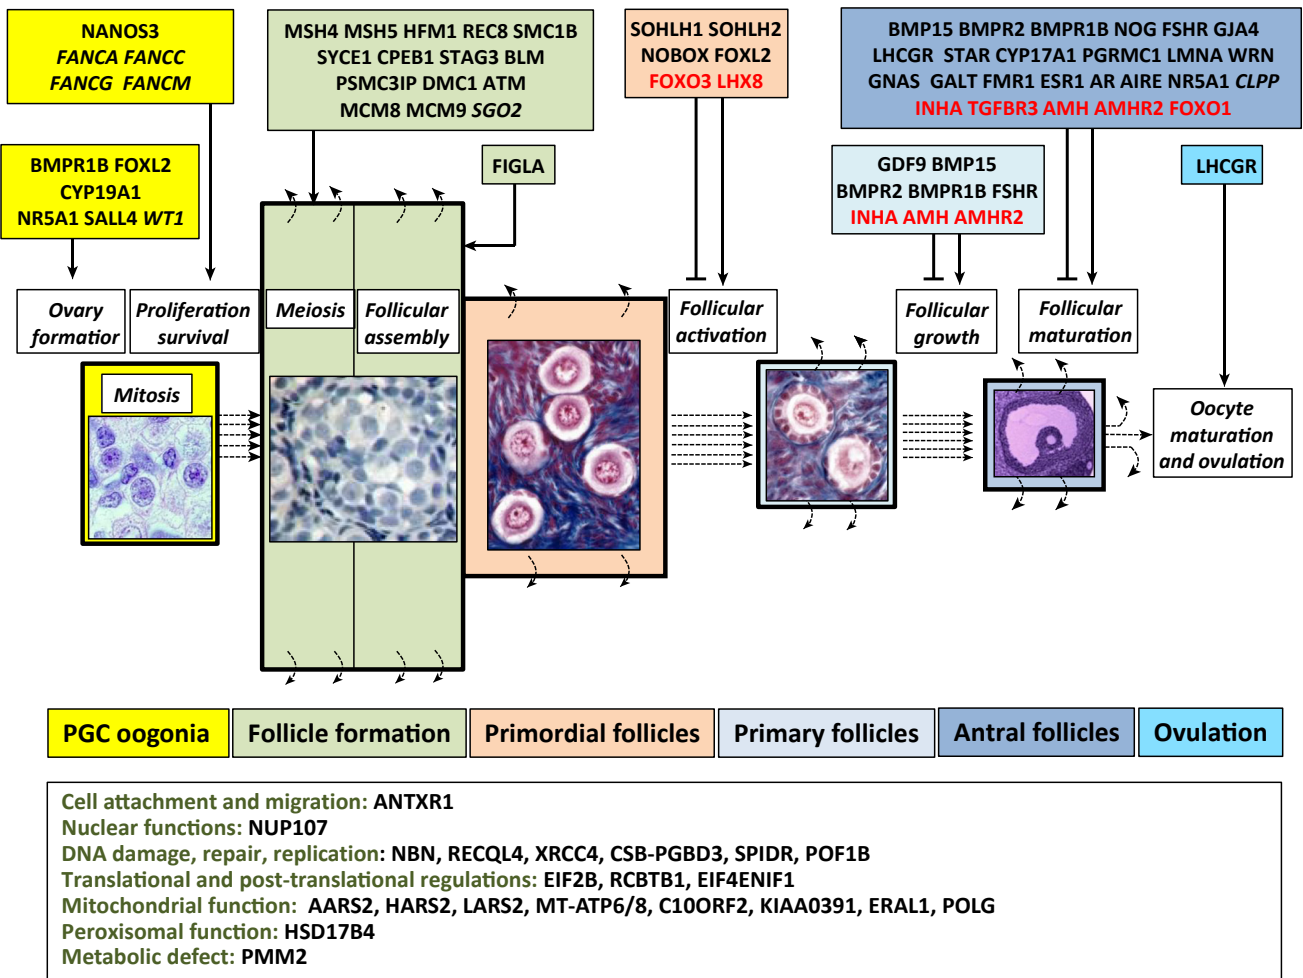 NANOS3
FANCA FANCC
FANCG FANCM
MSH4 MSH5 HFM1 REC8 SMC1B
SYCE1 CPEB1 STAG3 BLM
PSMC3IP DMC1 ATM
MCM8 MCM9 SGO2
SOHLH1 SOHLH2
NOBOX FOXL2
FOXO3 LHX8
BMP15 BMPR2 BMPR1B NOG FSHR GJA4
LHCGR STAR CYP17A1 PGRMC1 LMNA WRN
GNAS GALT FMR1 ESR1 AR AIRE NR5A1 CLPP
INHA TGFBR3 AMH AMHR2 FOXO1
BMPR1B FOXL2
CYP19A1
NR5A1 SALL4 WT1
FIGLA
GDF9 BMP15
BMPR2 BMPR1B FSHR
INHA AMH AMHR2
LHCGR
Ovary
formatior
Proliferation
survival
Meiosis
Follicular
assembly
Follicular
activation
Follicular
growth
Follicular
maturation
Mitosis
Oocyte
maturation
and ovulation
PGC oogonia
Follicle formation
Primordial follicles
Primary follicles
Antral follicles
Ovulation
Cell attachment and migration: ANTXR1
Nuclear functions: NUP107
DNA damage, repair, replication: NBN, RECQL4, XRCC4, CSB-PGBD3, SPIDR, POF1B
Translational and post-translational regulations: EIF2B, RCBTB1, EIF4ENIF1
Mitochondrial function: AARS2, HARS2, LARS2, MT-ATP6/8, C10ORF2, KIAA0391, ERAL1, POLG
Peroxisomal function: HSD17B4
Metabolic defect: PMM2